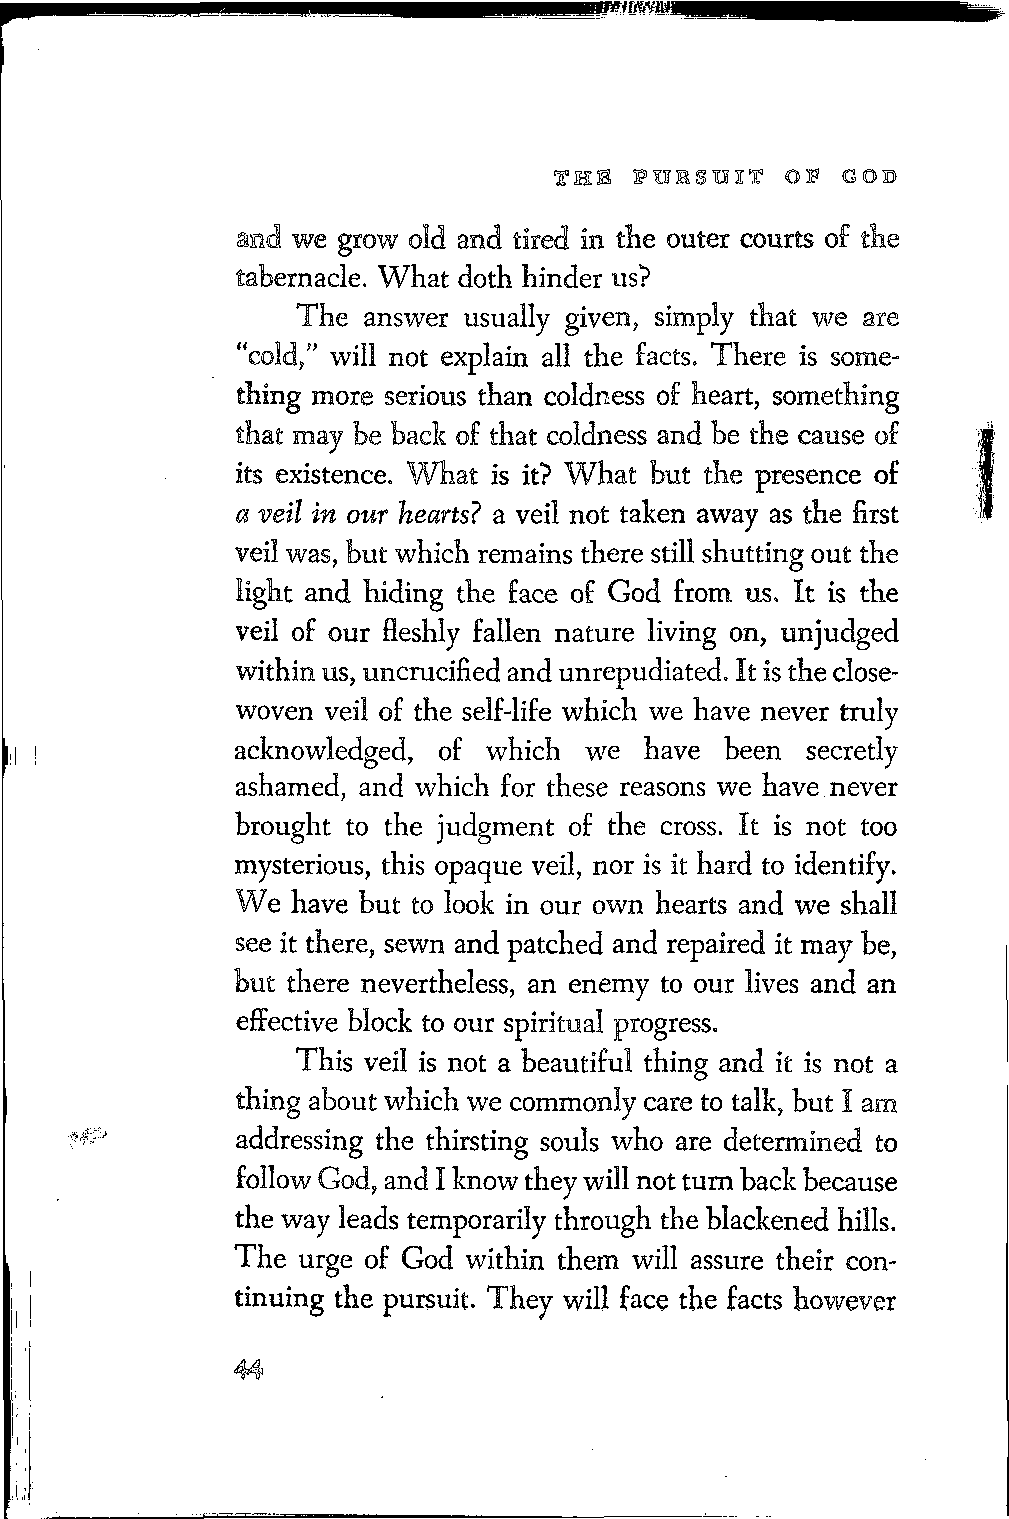 THE PURSUIT OF GOD
and we grow old and tired in the outer courts of the
tabernacle. What doth hinder us?
The answer usually given, simply that we are
“cold,” will not explain all the facts. There is some-
thing more serious than coldness of heart, something
that may be back of that coldness and be the cause of
its existence. What is it? What but the presence of
a veil in our hearts? a veil not taken away as the first
veil was, but which remains there still shutting out the
light and hiding the face of God from us. It is the
veil of our fleshly fallen nature living on, unjudged
within us, uncrucified and unrepudiated. It is the close-
woven veil of the self-life which we have never truly
acknowledged, of which we have been secretly
ashamed, and which for these reasons we have never
brought to the judgment of the cross. It is not too
mysterious, this opaque veil, nor is it hard to identify.
We have but to look in our own hearts and we shall
see it there, sewn and patched and repaired it may be,
but there nevertheless, an enemy to our lives and an
effective block to our spiritual progress.
This veil is not a beautiful thing and it is not a
thing about which we commonly care to talk, but I am
addressing the thirsting souls who are determined to
follow God, and I know they will not turn back because
the way leads temporarily through the blackened hills.
The urge of God within them will assure their con-
tinuing the pursuit. They will face the facts however
44